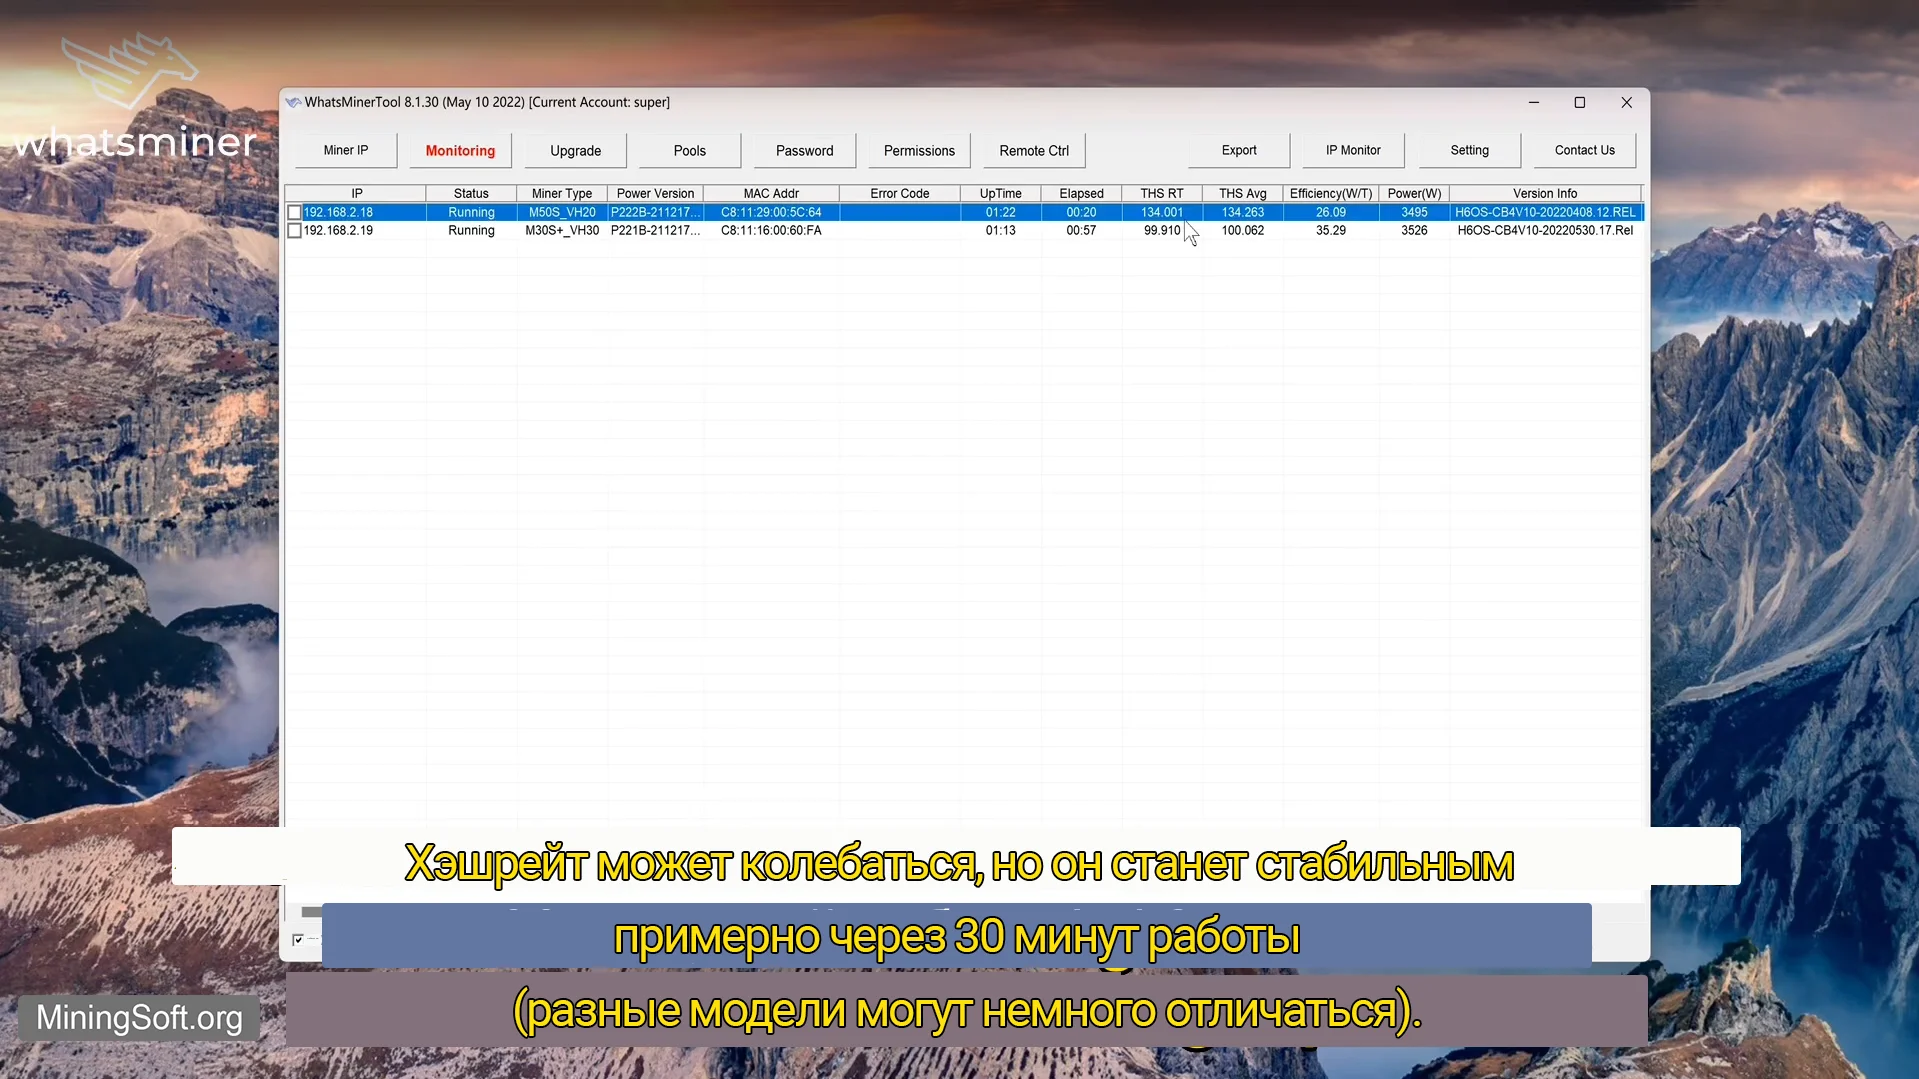 whatsminer
WhatsMinerTool 8.1.30 (May 10 2022) [Current Account: super]
Miner IP Monitoring Upgrade Pools Password Permissions Remote Ctrl Export IP Monitor Setting Contact Us
IP Status Miner Type Power Version MAC Addr Error Code UpTime Elapsed THS RT THS Avg Efficiency(W/T) Power(W) Version Info
192.168.2.18 Running M50S_VH20 P222B-211217... C8:11:29:00:5C:64 01:22 00:20 134.001 134.263 26.09 3495 H6OS-CB4V10-20220408.12.REL
192.168.2.19 Running M30S+_VH30 P221B-211217... C8:11:16:00:60:FA 01:13 00:57 99.910 100.062 35.29 3526 H6OS-CB4V10-20220530.17.Rel
Хэшрейт может колебаться, но он станет стабильным
примерно через 30 минут работы
(разные модели могут немного отличаться).
MiningSoft.org